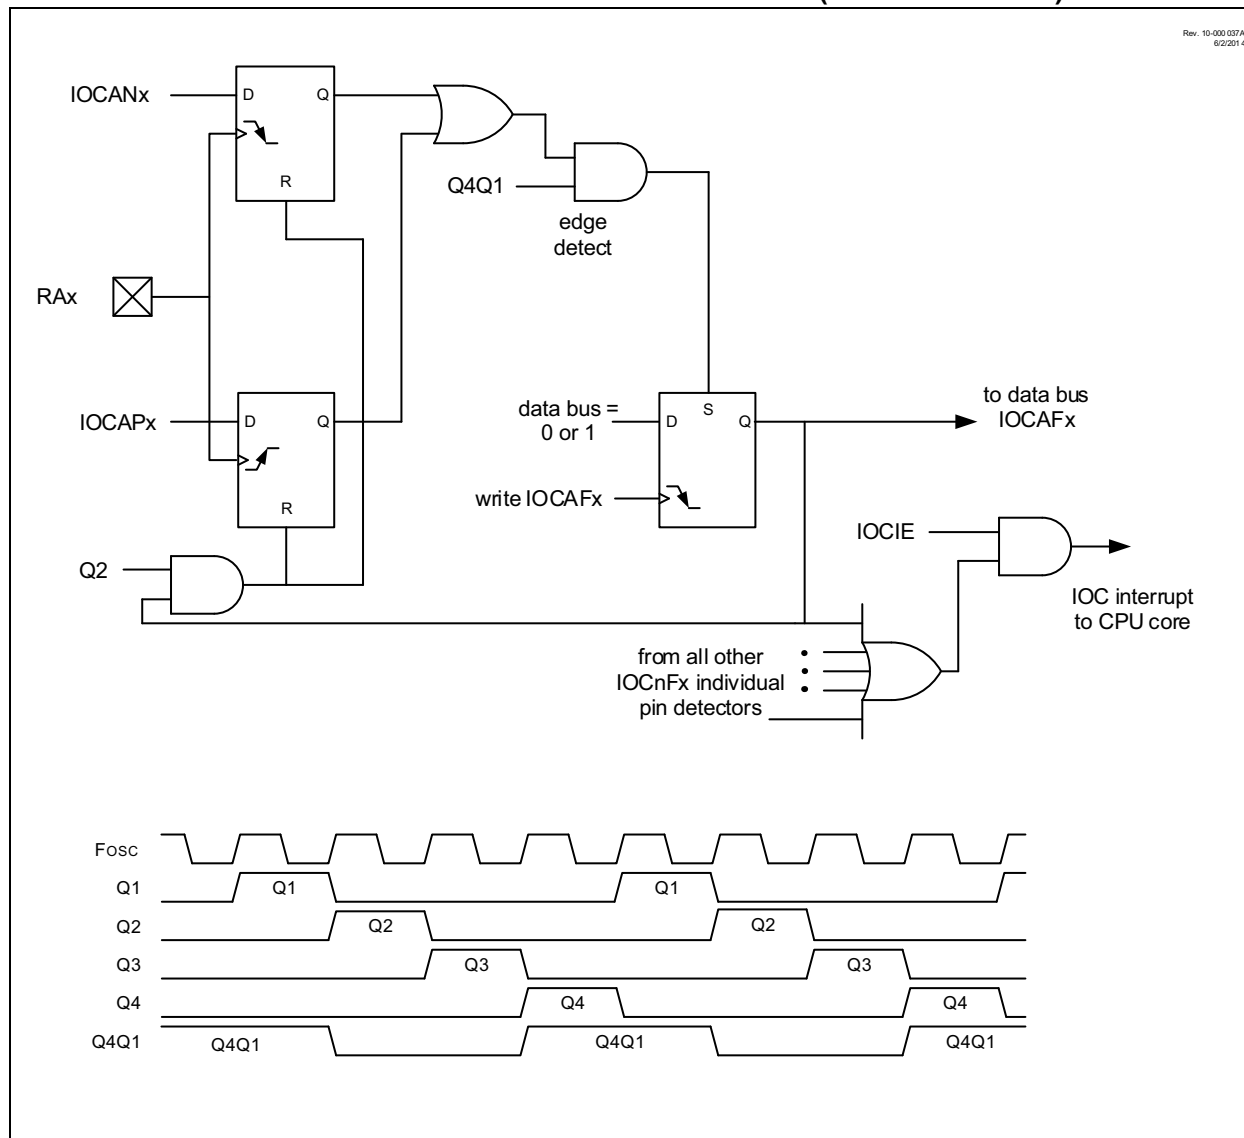 Rev. 10-000 037A
6/2/2014
IOCANx
D
Q
R
Q4Q1
edge
detect
RAx
IOCAPx
D
Q
R
data bus =
0 or 1
D
S
Q
to data bus
IOCAFx
write IOCAFx
IOCIE
Q2
IOC interrupt
to CPU core
from all other
IOCnFx individual
pin detectors
FOSC
Q1
Q1
Q1
Q2
Q2
Q2
Q3
Q3
Q3
Q4
Q4
Q4
Q4Q1
Q4Q1
Q4Q1
Q4Q1